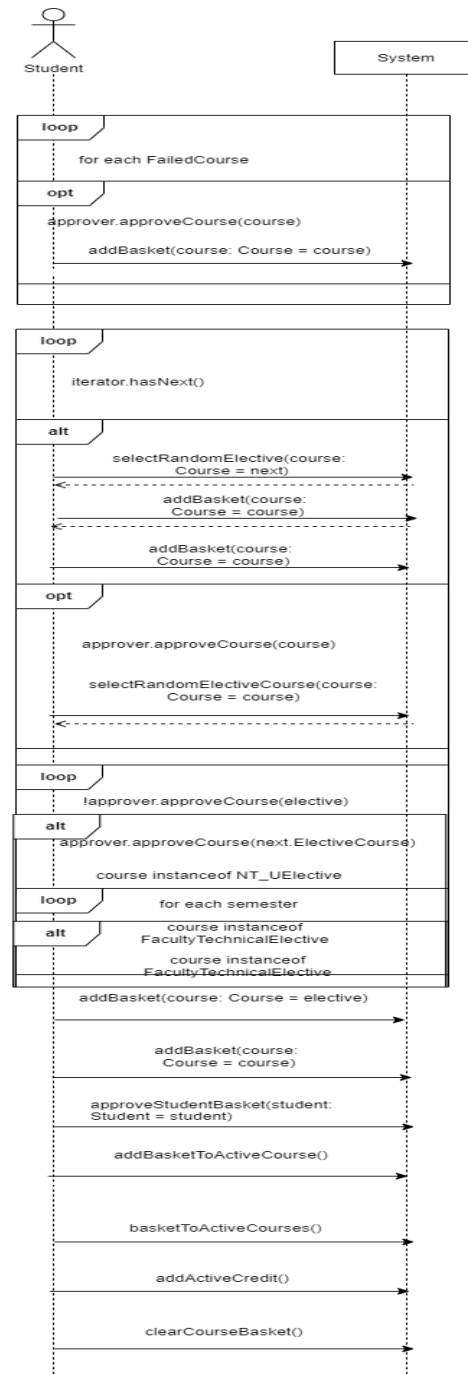 Student
System
loop
for each FailedCourse
opt
approver.approveCourse(course)
addBasket(course: Course = course)
loop
iterator.hasNext()
alt
selectRandomElective(course:
Course = next)
addBasket(course:
Course = course)
addBasket(course:
Course = course)
opt
approver.approveCourse(course)
selectRandomElectiveCourse(course:
Course = course)
loop
!approver.approveCourse(elective)
alt
approver.approveCourse(next.ElectiveCourse)
course instanceof NT_UElective
loop
for each semester
alt
course instanceof
FacultyTechnicalElective
course instanceof
FacultyTechnicalElective
addBasket(course: Course = elective)
addBasket(course:
Course = course)
approveStudentBasket(student:
Student = student)
addBasketToActiveCourse()
basketToActiveCourses()
addActiveCredit()
clearCourseBasket()